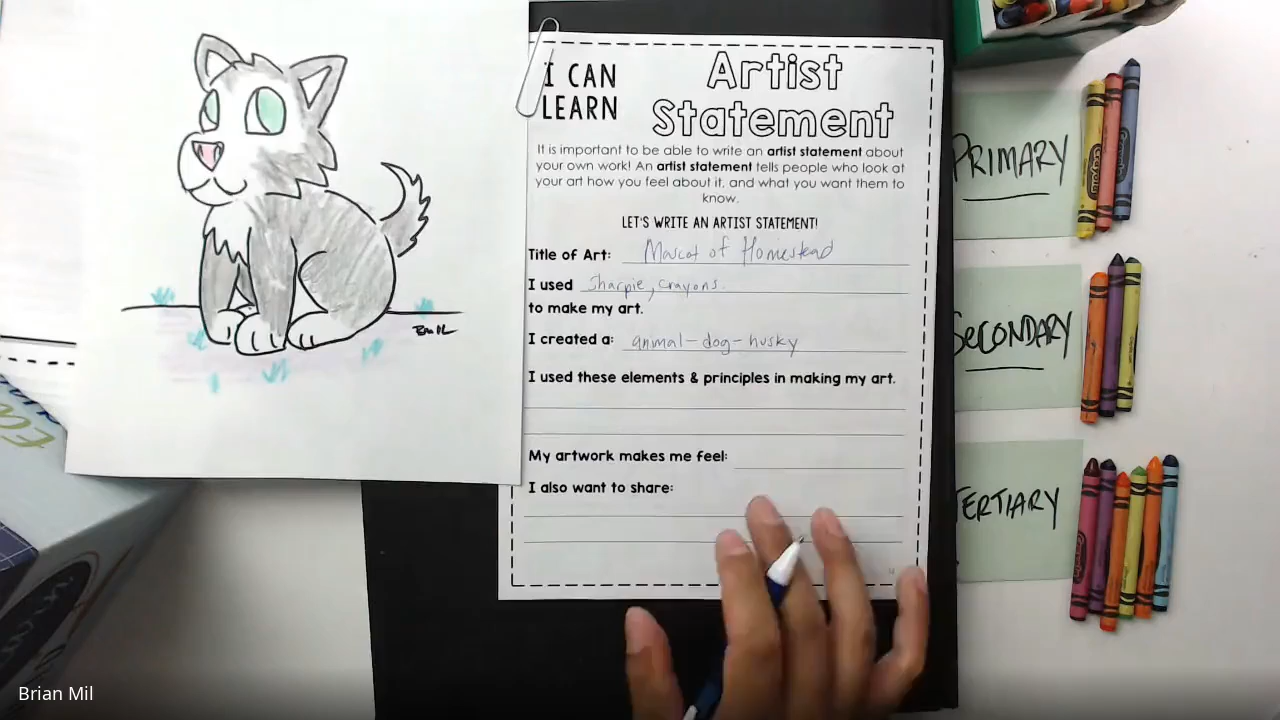 I CAN
LEARN
Artist
Statement
It is important to be able to write an artist statement about
your own work! An artist statement tells people who look at
your art how you feel about it, and what you want them to
know.
LET'S WRITE AN ARTIST STATEMENT!
Title of Art: Mascot of Homestead
I used Sharpie, crayons.
to make my art.
I created a: animal-dog-husky
I used these elements & principles in making my art.
My artwork makes me feel:
I also want to share:
PRIMARY
SECONDARY
TERTIARY
Brian Mil